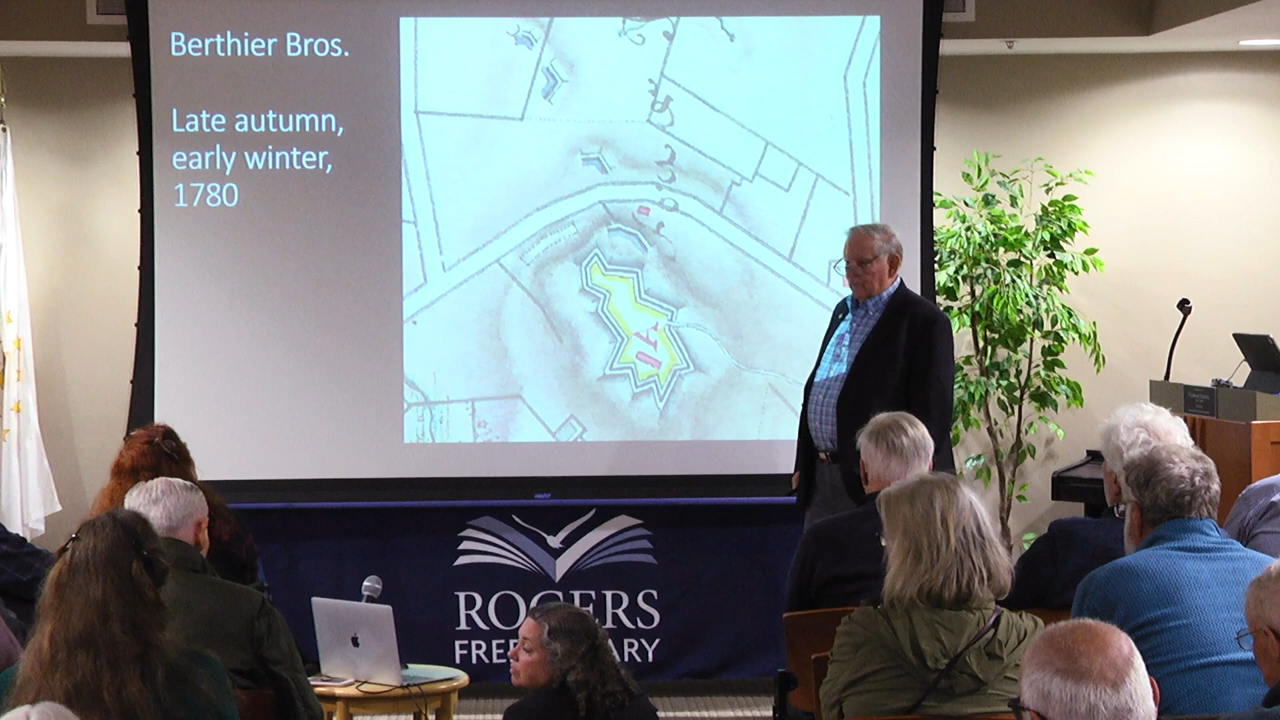 Berthier Bros.
Late autumn,
early winter,
1780
ROGERS
FREE LIBRARY